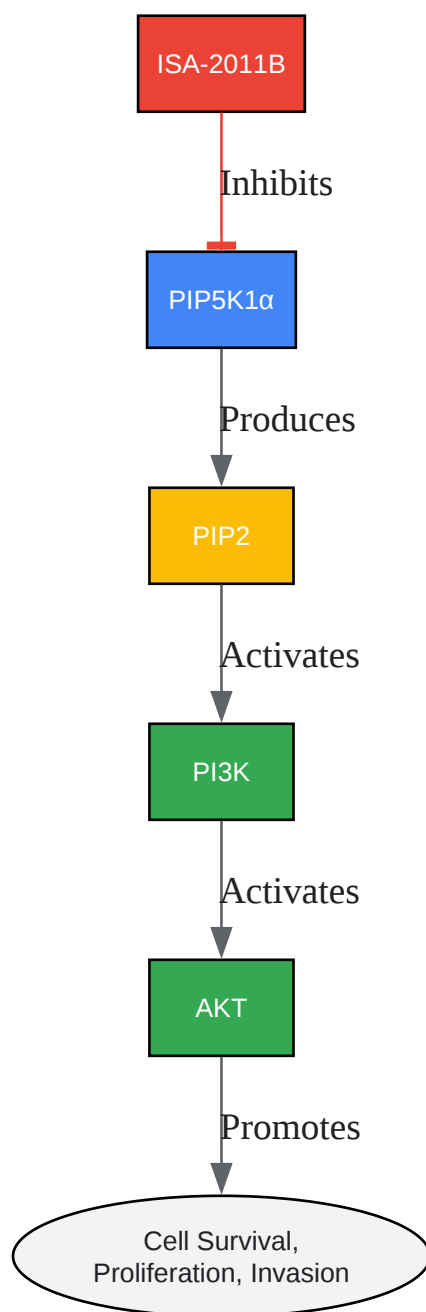 ISA-2011B
Inhibits
PIP5K1α
Produces
PIP2
Activates
PI3K
Activates
AKT
Promotes
Cell Survival,
Proliferation, Invasion